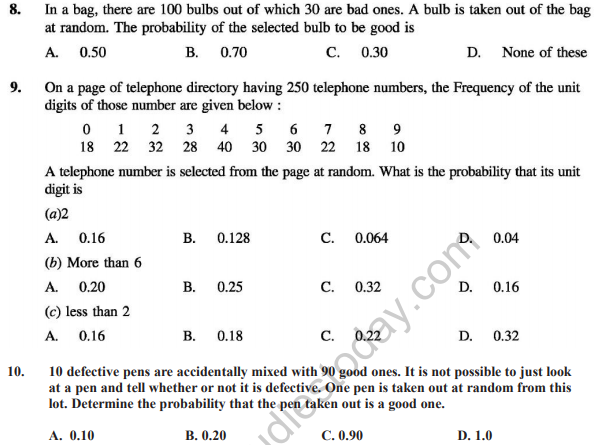 8. In a bag, there are 100 bulbs out of which 30 are bad ones. A bulb is taken out of the bag
at random. The probability of the selected bulb to be good is
A. 0.50 B. 0.70 C. 0.30 D. None of these
9. On a page of telephone directory having 250 telephone numbers, the Frequency of the unit
digits of those number are given below :
0 1 2 3 4 5 6 7 8 9
18 22 32 28 40 30 30 22 18 10
A telephone number is selected from the page at random. What is the probability that its unit
digit is
(a)2
A. 0.16 B. 0.128 C. 0.064 D. 0.04
(b) More than 6
A. 0.20 B. 0.25 C. 0.32 D. 0.16
(c) less than 2
A. 0.16 B. 0.18 C. 0.22 D. 0.32
10. 10 defective pens are accidentally mixed with 90 good ones. It is not possible to just look
at a pen and tell whether or not it is defective. One pen is taken out at random from this
lot. Determine the probability that the pen taken out is a good one.
A. 0.10 B. 0.20 C. 0.90 D. 1.0
diestoday.com